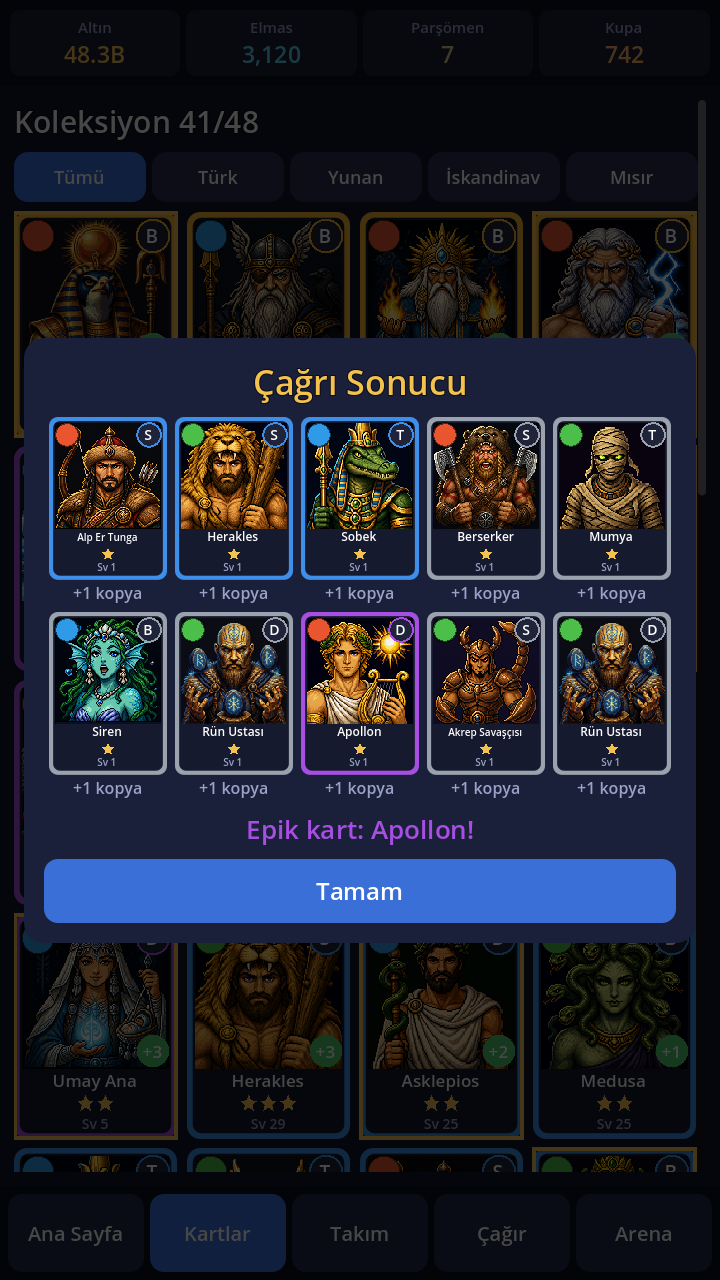 Altın Elmas Parşömen Kupa
48.3B 3,120 7 742
Koleksiyon 41/48
Tümü Türk Yunan İskandinav Mısır
B B B B
Çağrı Sonucu
S S T S T
Alp Er Tunga Herakles Sobek Berserker Mumya
Sv 1 Sv 1 Sv 1 Sv 1 Sv 1
+1 kopya +1 kopya +1 kopya +1 kopya +1 kopya
B D D S D
Siren Rün Ustası Apollon Akrep Savaşçısı Rün Ustası
Sv 1 Sv 1 Sv 1 Sv 1 Sv 1
+1 kopya +1 kopya +1 kopya +1 kopya +1 kopya
Epik kart: Apollon!
Tamam
+3 +3 +2 +1
Umay Ana Herakles Asklepios Medusa
Sv 5 Sv 29 Sv 25 Sv 25
T T S B
Ana Sayfa Kartlar Takım Çağır Arena